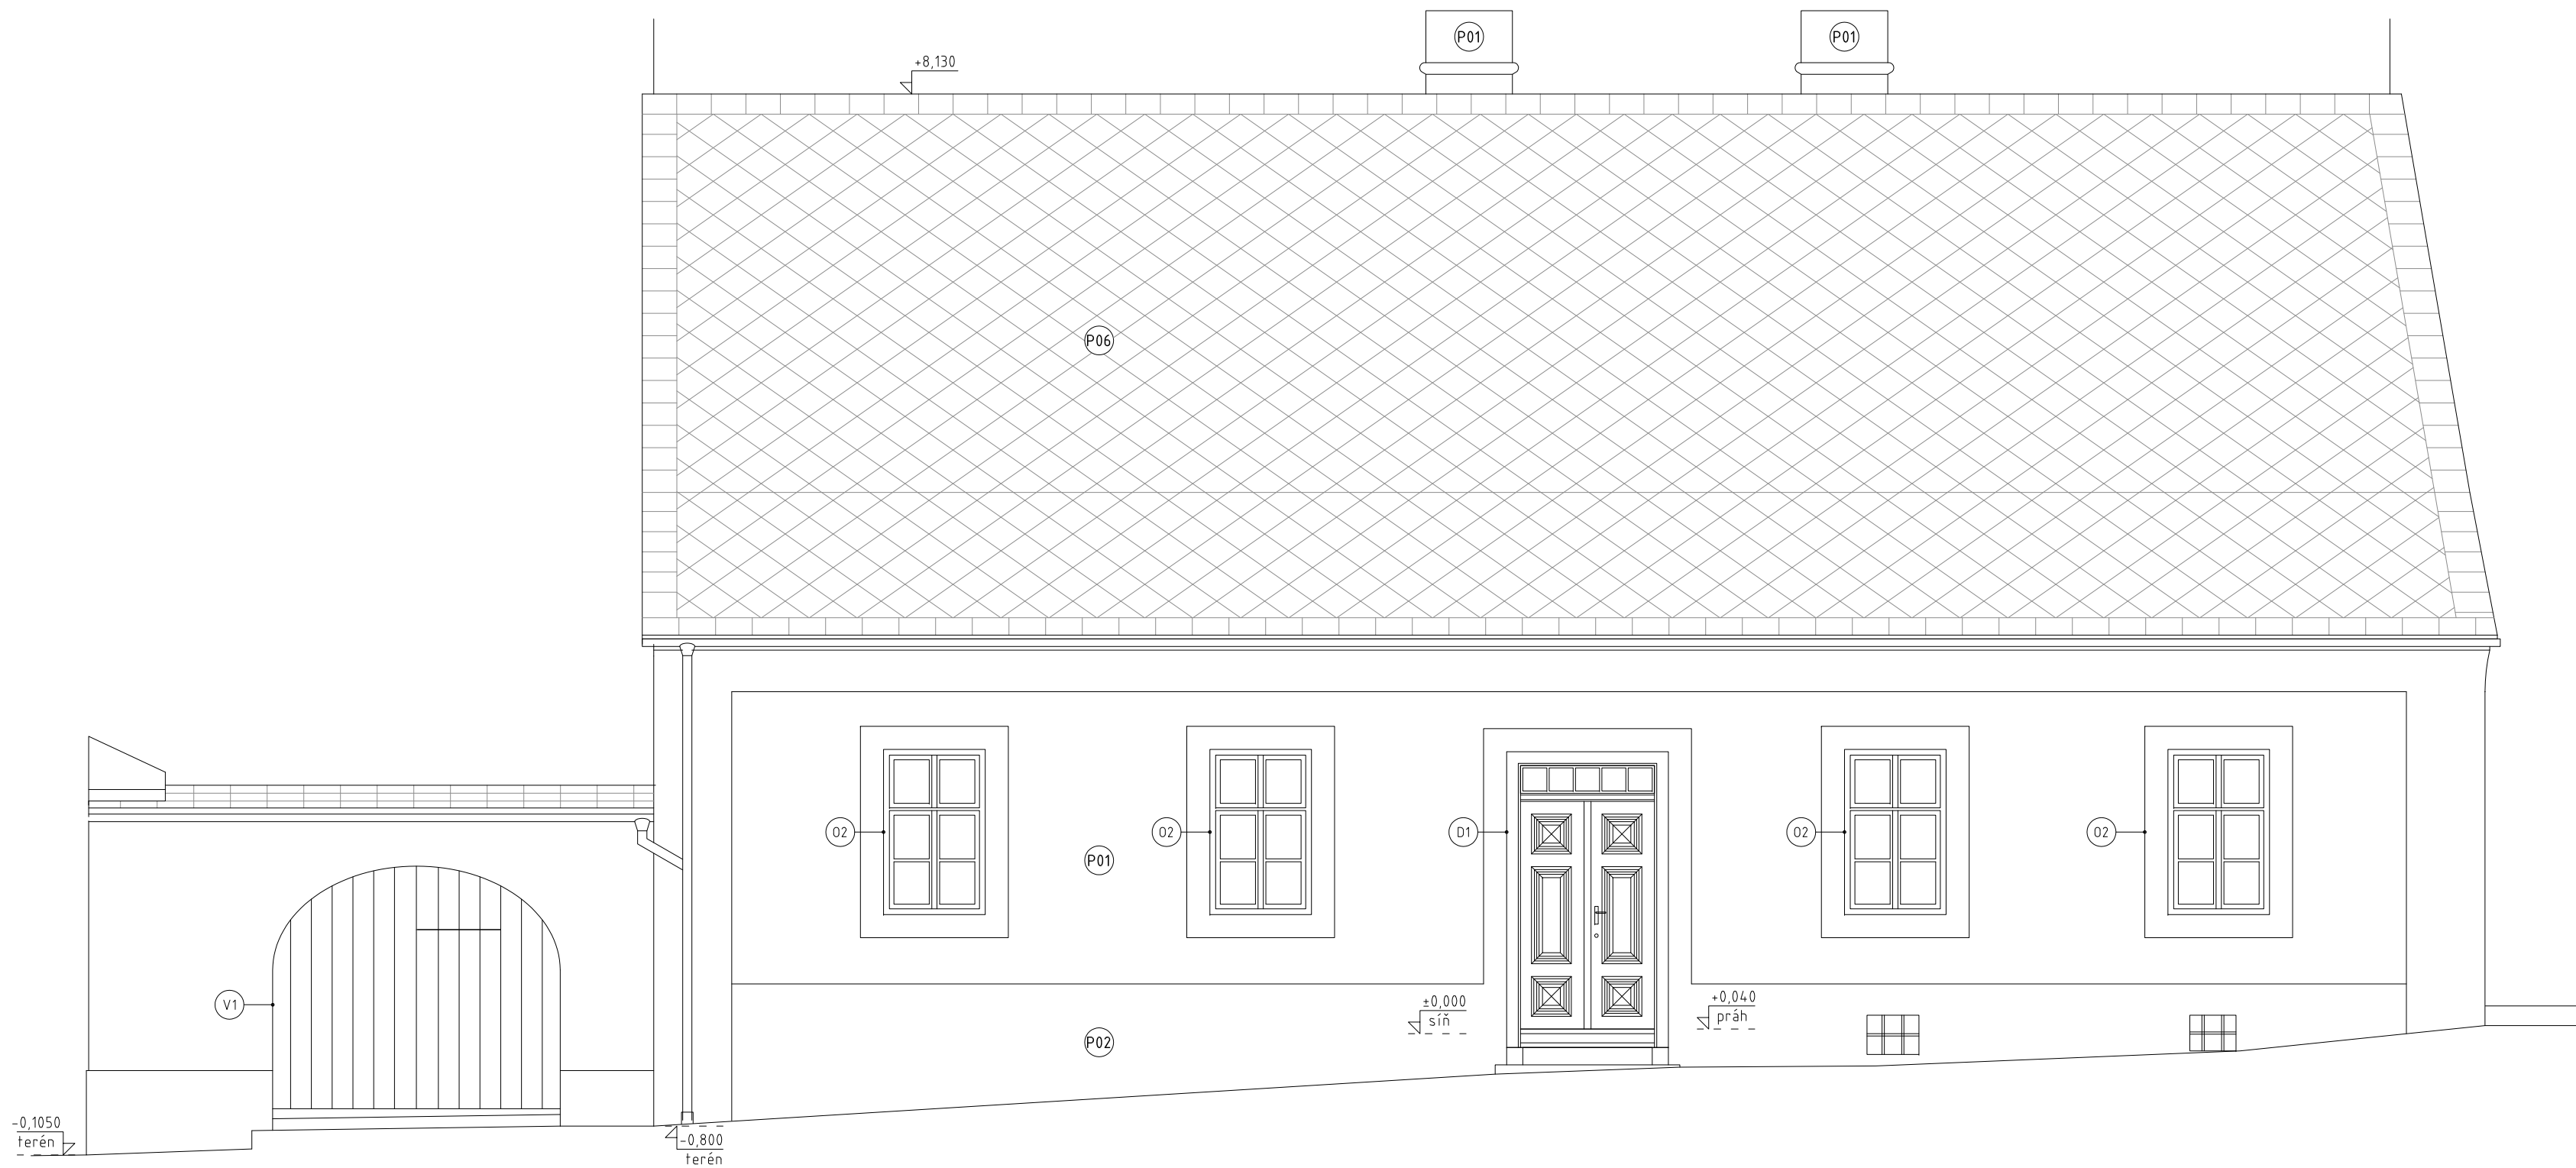 P01
P01
+8,130
P06
O2
O2
D1
O2
O2
P01
V1
±0,000
síň
+0,040
práh
P02
-0,1050
terén
-0,800
terén